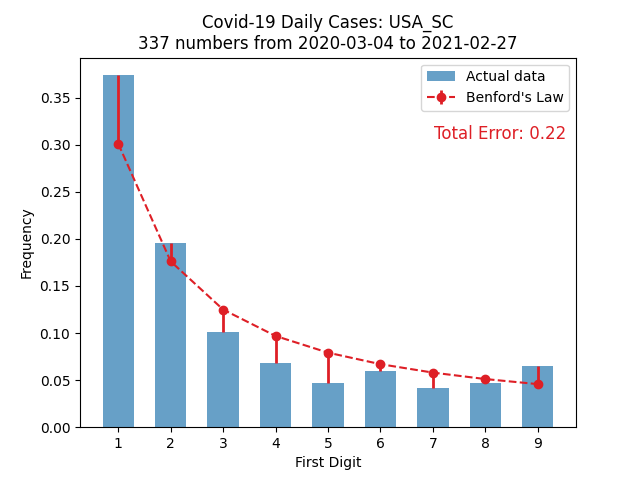 Covid-19 Daily Cases: USA_SC
337 numbers from 2020-03-04 to 2021-02-27
Actual data
Benford's Law
Total Error: 0.22
0.35
0.30
0.25
0.20
0.15
0.10
0.05
0.00
Frequency
1 2 3 4 5 6 7 8 9
First Digit